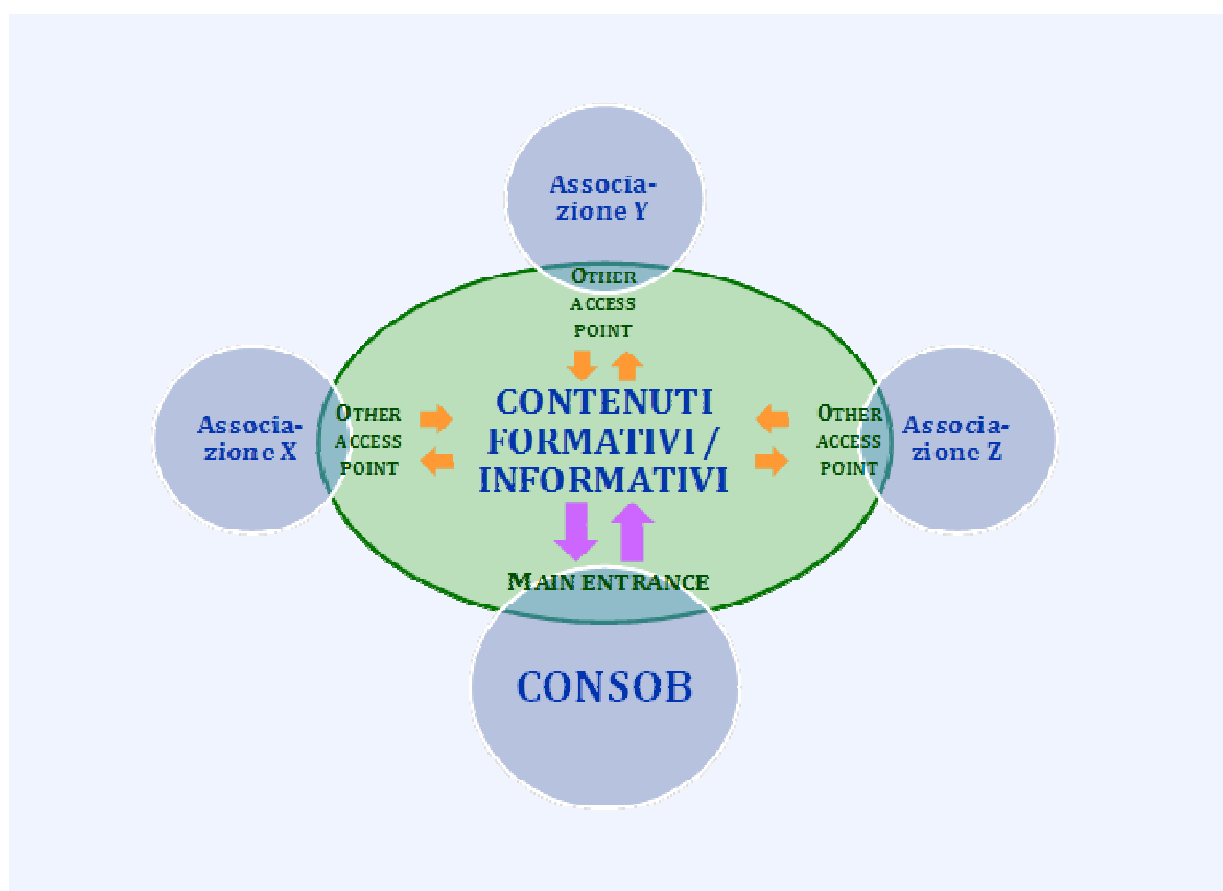 Associa-
zione Y
OTHER
ACCESS
POINT
Associa-
zione X
OTHER
ACCESS
POINT
CONTENUTI
FORMATIVI /
INFORMATIVI
OTHER
ACCESS
POINT
Associa-
zione Z
MAIN ENTRANCE
CONSOB